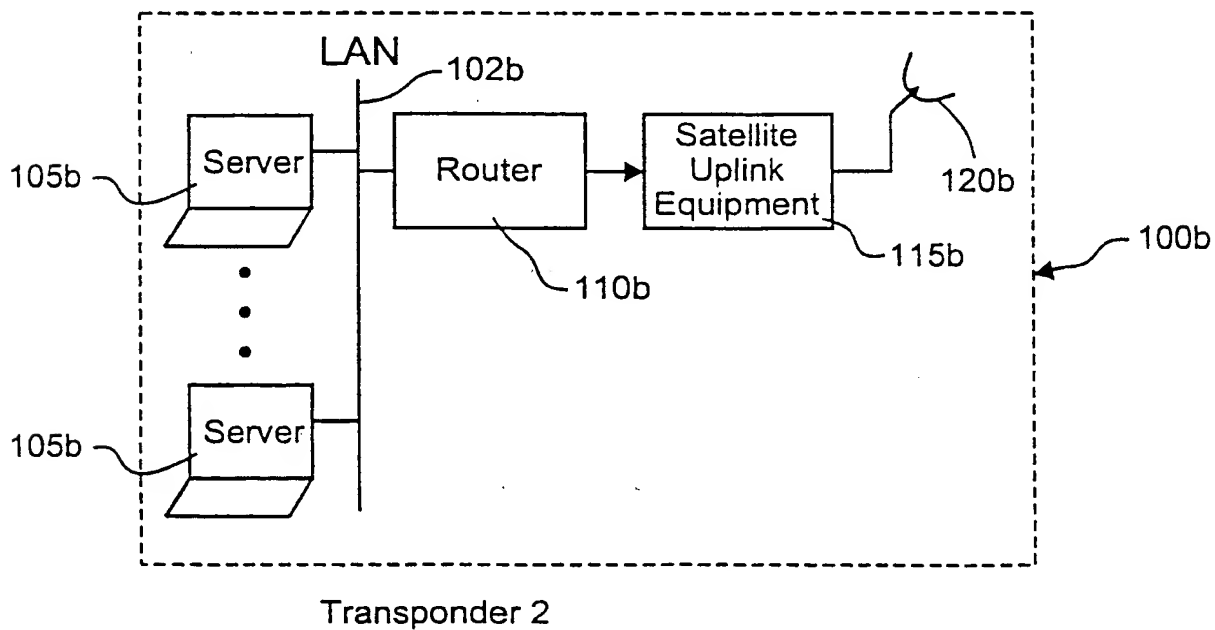 LAN
102b
Server
105b
Router
110b
Satellite
Uplink
Equipment
115b
120b
100b
Server
105b
Transponder 2